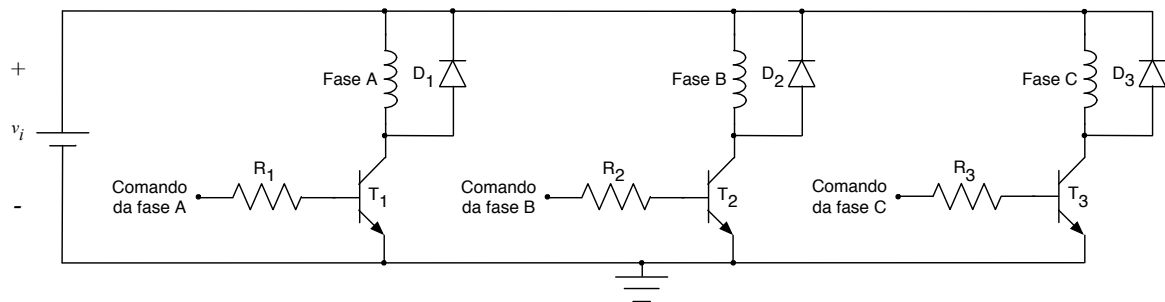 +
v_i
-
Fase A
D_1
Fase B
D_2
Fase C
D_3
R_1
R_2
R_3
Comando
da fase A
T_1
Comando
da fase B
T_2
Comando
da fase C
T_3